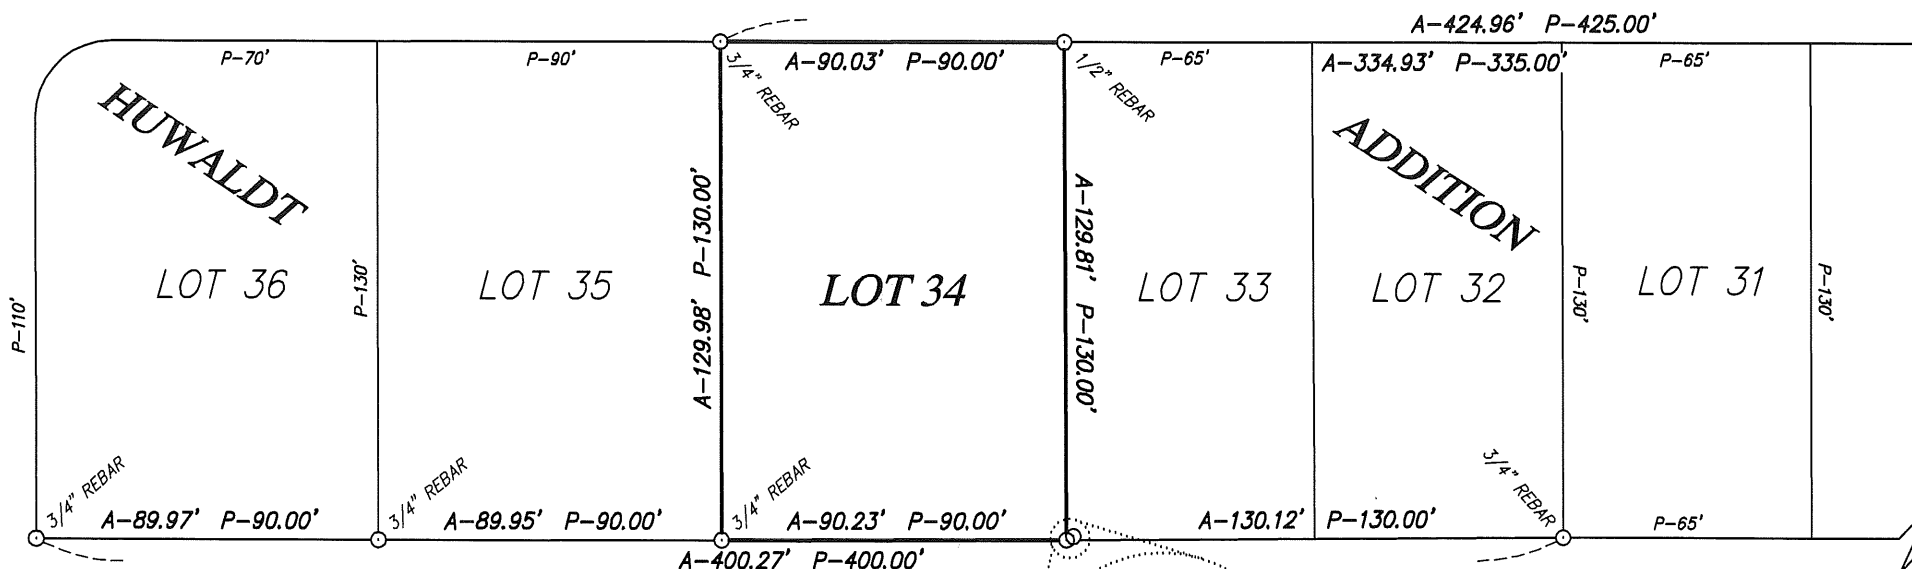 A-424.96' P-425.00'
P-70'
P-90'
A-90.03' P-90.00'
P-65'
A-334.93' P-335.00'
P-65'
3/4" REBAR
1/2" REBAR
HUWALDT
ADDITION
A-129.98' P-130.00'
A-129.81' P-130.00'
LOT 36
LOT 35
LOT 34
LOT 33
LOT 32
LOT 31
P-110'
P-130'
P-130'
P-130'
3/4" REBAR
3/4" REBAR
3/4" REBAR
3/4" REBAR
A-89.97' P-90.00'
A-89.95' P-90.00'
A-90.23' P-90.00'
A-130.12' P-130.00'
P-65'
A-400.27' P-400.00'